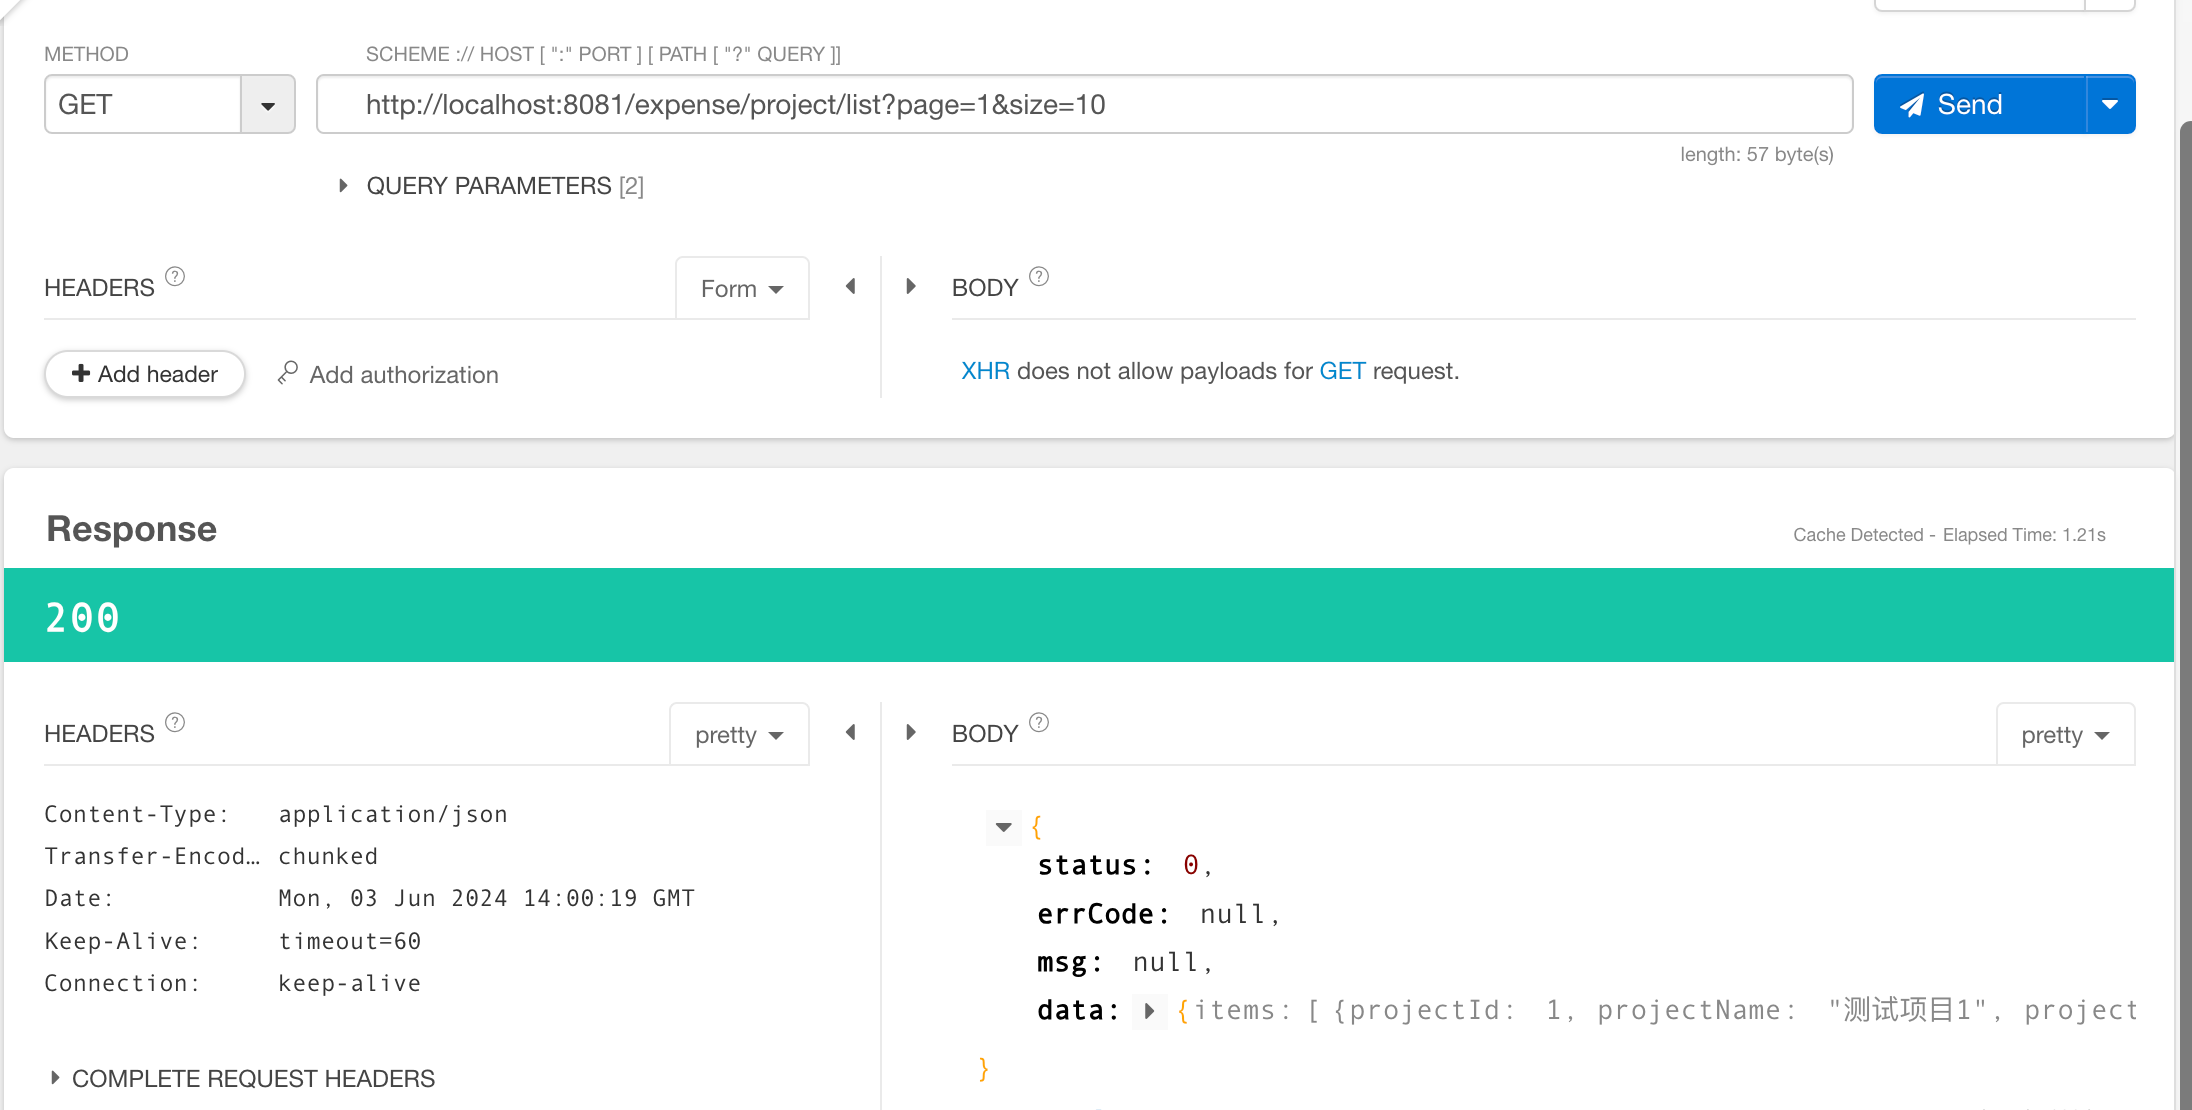 METHOD
SCHEME :// HOST [ ":" PORT ] [ PATH [ "?" QUERY ]]
GET
http://localhost:8081/expense/project/list?page=1&size=10
Send
length: 57 byte(s)
QUERY PARAMETERS [2]
HEADERS ?
Form
BODY ?
Add header
Add authorization
XHR does not allow payloads for GET request.
Response
Cache Detected - Elapsed Time: 1.21s
200
HEADERS ?
pretty
BODY ?
pretty
Content-Type: application/json
Transfer-Encod… chunked
Date: Mon, 03 Jun 2024 14:00:19 GMT
Keep-Alive: timeout=60
Connection: keep-alive
COMPLETE REQUEST HEADERS
{
status: 0,
errCode: null,
msg: null,
data: {items: [ {projectId: 1, projectName: "测试项目1", project
}